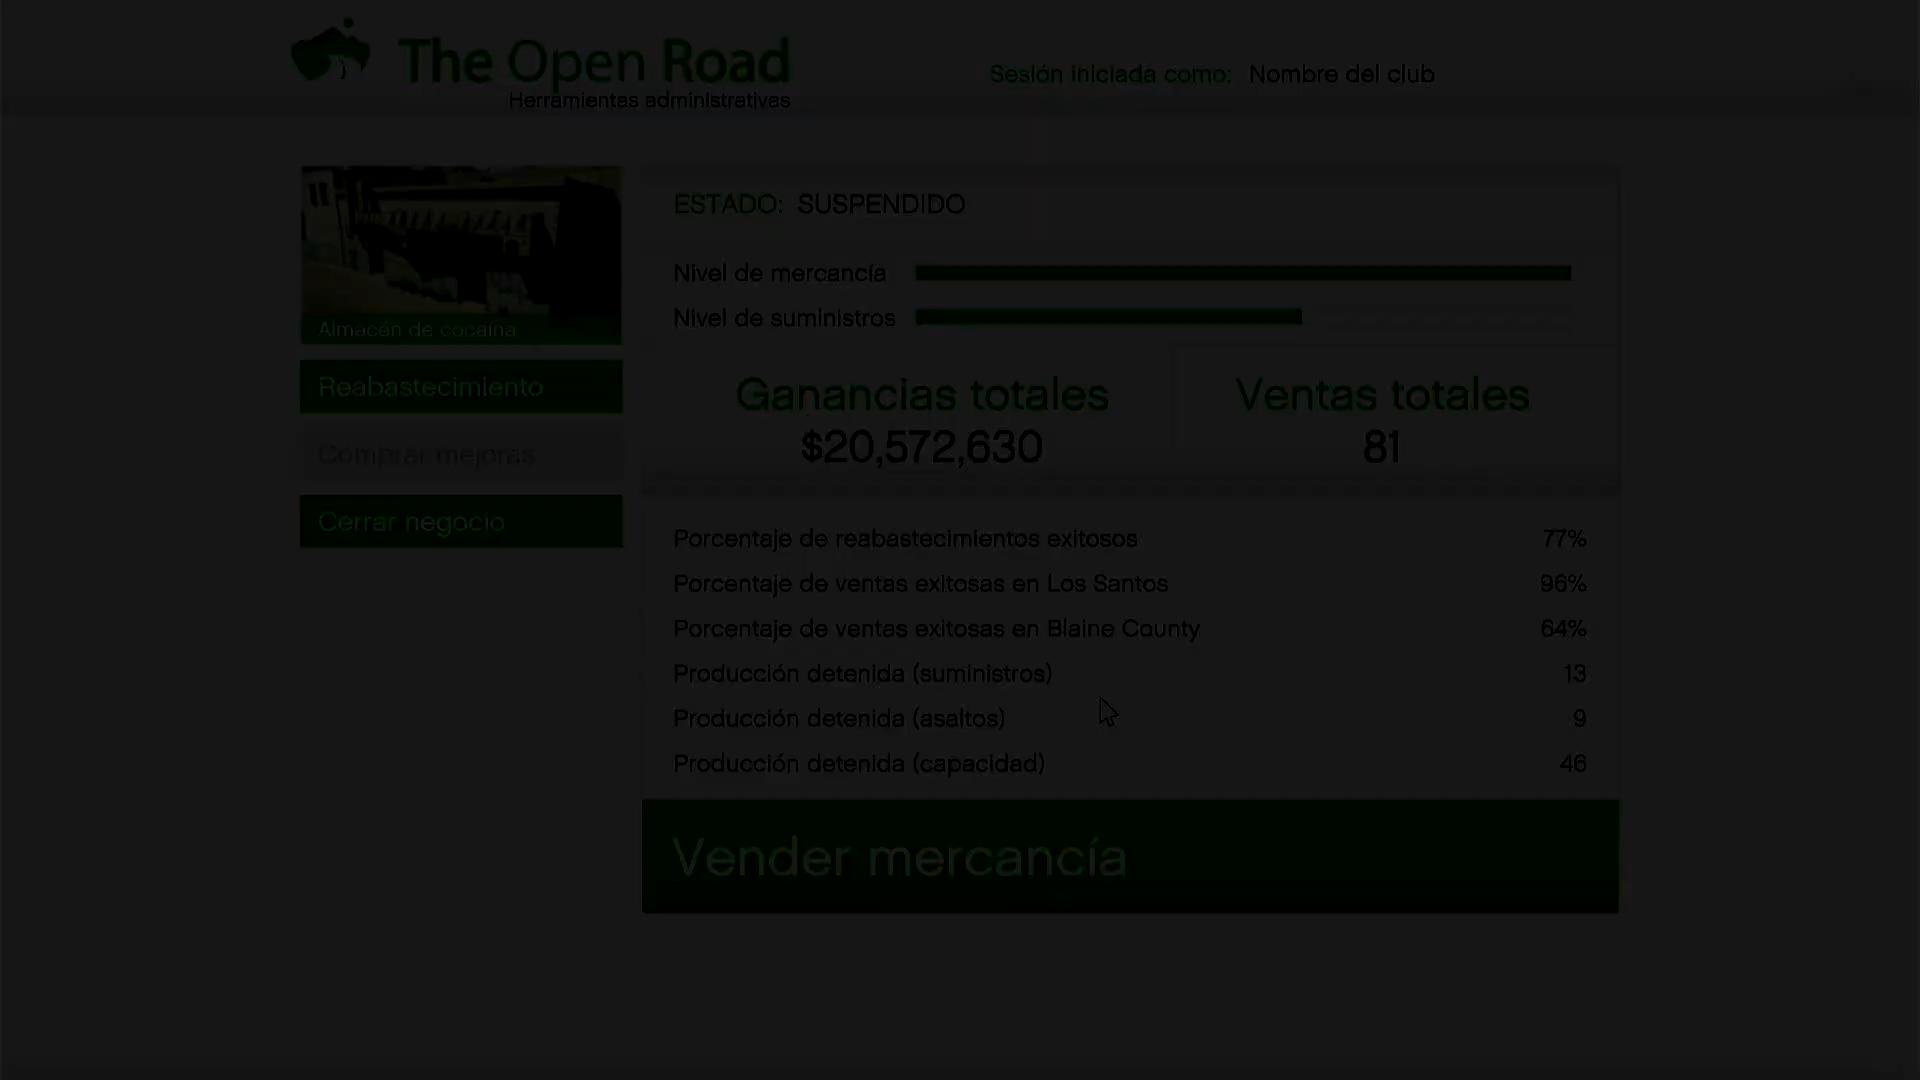 The Open Road
Herramientas administrativas
Sesión iniciada como: Nombre del club
Almacén de cocaína
Reabastecimiento
Comprar mejoras
Cerrar negocio
ESTADO: SUSPENDIDO
Nivel de mercancía
Nivel de suministros
Ganancias totales
$20,572,630
Ventas totales
81
Porcentaje de reabastecimientos exitosos 77%
Porcentaje de ventas exitosas en Los Santos 96%
Porcentaje de ventas exitosas en Blaine County 64%
Producción detenida (suministros) 13
Producción detenida (asaltos) 9
Producción detenida (capacidad) 46
Vender mercancía